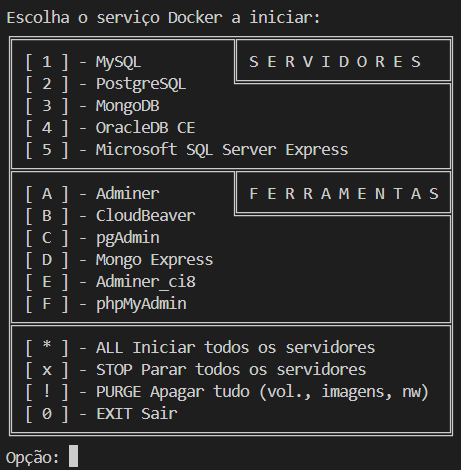 Escolha o serviço Docker a iniciar:
[ 1 ] - MySQL S E R V I D O R E S
[ 2 ] - PostgreSQL
[ 3 ] - MongoDB
[ 4 ] - OracleDB CE
[ 5 ] - Microsoft SQL Server Express
[ A ] - Adminer F E R R A M E N T A S
[ B ] - CloudBeaver
[ C ] - pgAdmin
[ D ] - Mongo Express
[ E ] - Adminer_ci8
[ F ] - phpMyAdmin
[ * ] - ALL Iniciar todos os servidores
[ x ] - STOP Parar todos os servidores
[ ! ] - PURGE Apagar tudo (vol., imagens, nw)
[ 0 ] - EXIT Sair
Opção: